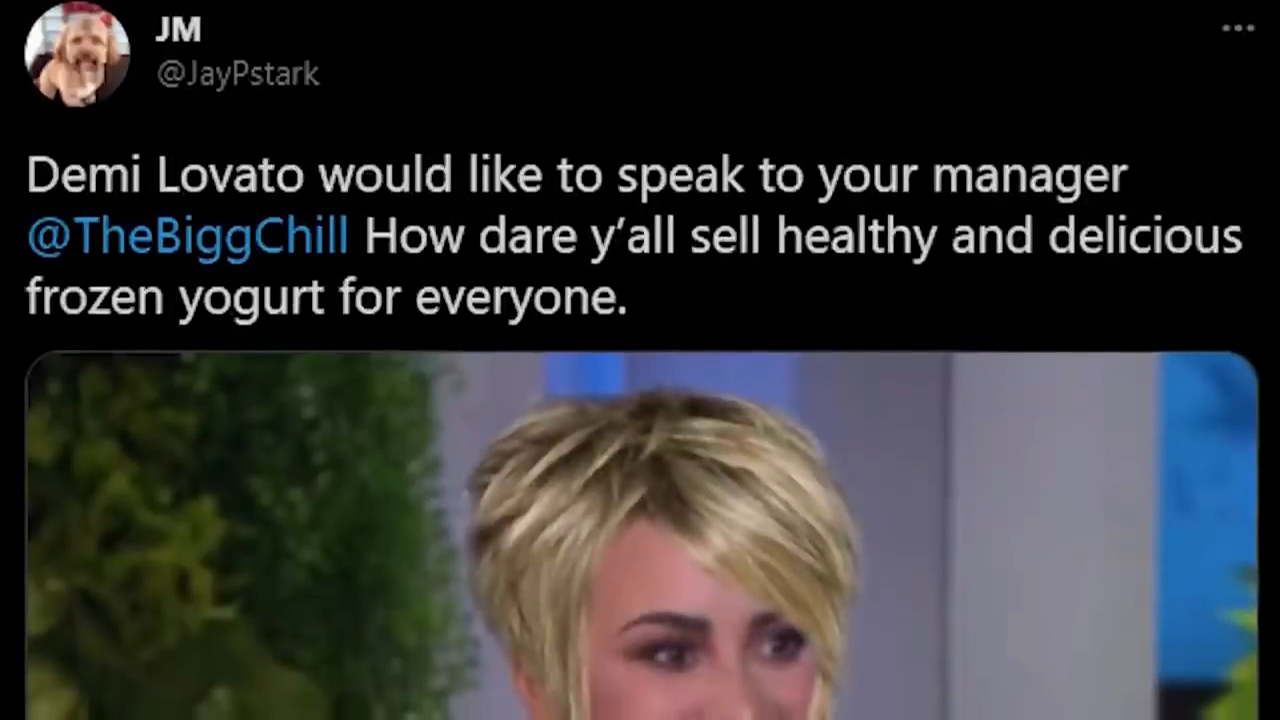 JM
@JayPstark
Demi Lovato would like to speak to your manager
@TheBiggChill How dare y’all sell healthy and delicious
frozen yogurt for everyone.